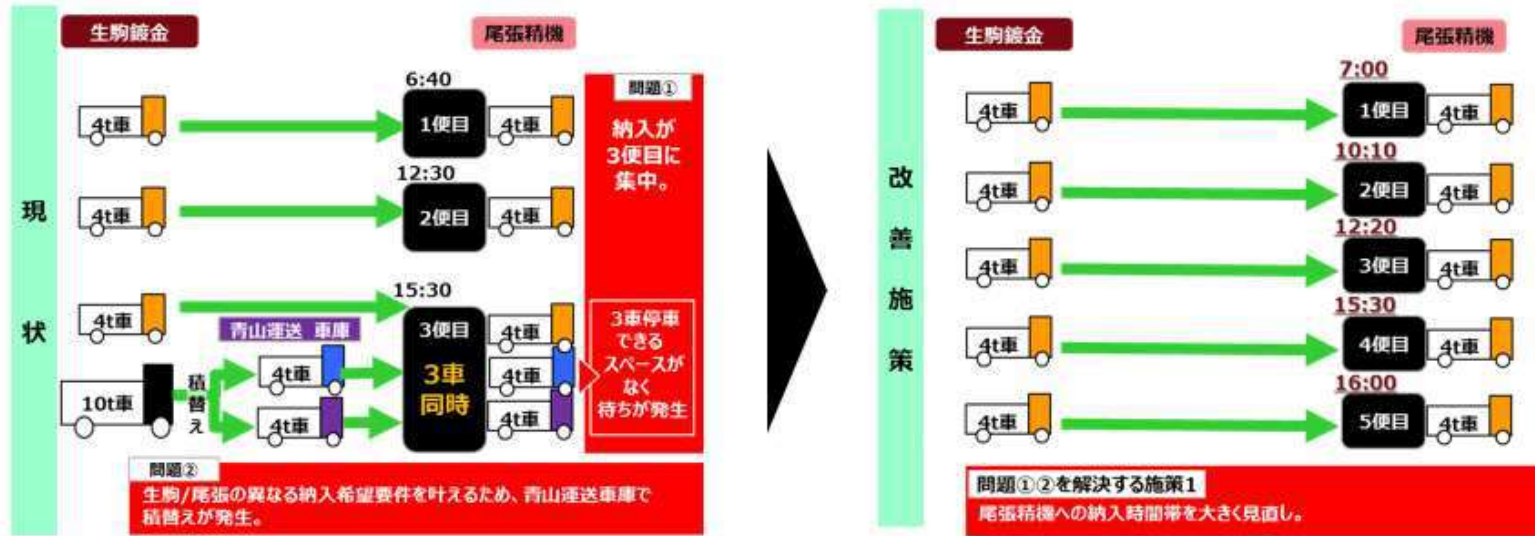 現状
生駒鍍金
尾張精機
6:40
4t車
1便目
4t車
12:30
4t車
2便目
4t車
15:30
4t車
3便目
3車
同時
4t車
4t車
4t車
青山運送 車庫
10t車
積替え
4t車
4t車
問題①
納入が
3便目に
集中。
3車停車
できる
スペースが
なく
待ちが発生
問題②
生駒/尾張の異なる納入希望要件を叶えるため、青山運送車庫で
積替えが発生。
改善施策
生駒鍍金
尾張精機
7:00
4t車
1便目
4t車
10:10
4t車
2便目
4t車
12:20
4t車
3便目
4t車
15:30
4t車
4便目
4t車
16:00
4t車
5便目
4t車
問題①②を解決する施策1
尾張精機への納入時間帯を大きく見直し。